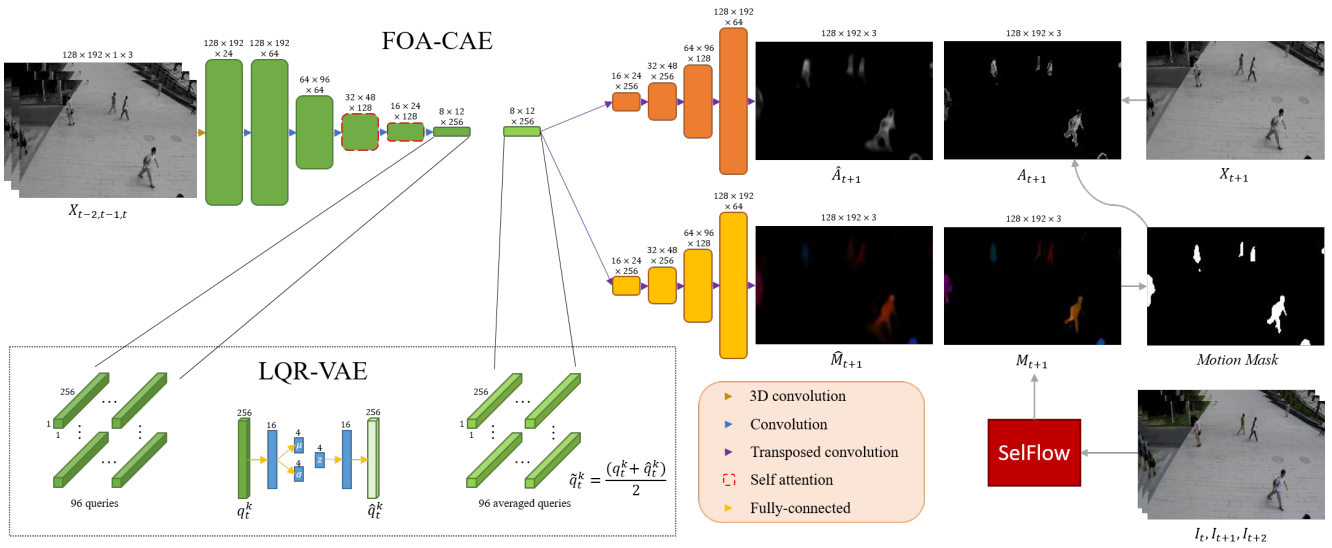 FOA-CAE
128 × 192 × 1 × 3
128 × 192
× 24
128 × 192
× 64
64 × 96
× 64
32 × 48
× 128
16 × 24
× 128
8 × 12
× 256
X_{t−2,t−1,t}
8 × 12
× 256
16 × 24
× 256
32 × 48
× 256
64 × 96
× 128
128 × 192
× 64
128 × 192 × 3
Â_{t+1}
128 × 192 × 3
A_{t+1}
X_{t+1}
16 × 24
× 256
32 × 48
× 256
64 × 96
× 128
128 × 192
× 64
128 × 192 × 3
M̂_{t+1}
128 × 192 × 3
M_{t+1}
Motion Mask
LQR-VAE
256
1
1
...
⋮
⋮
...
96 queries
256
q_t^k
16
4
μ
4
σ
4
z
16
256
q̂_t^k
256
1
1
...
⋮
⋮
...
96 averaged queries
q̃_t^k = (q_t^k + q̂_t^k) / 2
3D convolution
Convolution
Transposed convolution
Self attention
Fully-connected
SelFlow
I_t, I_{t+1}, I_{t+2}